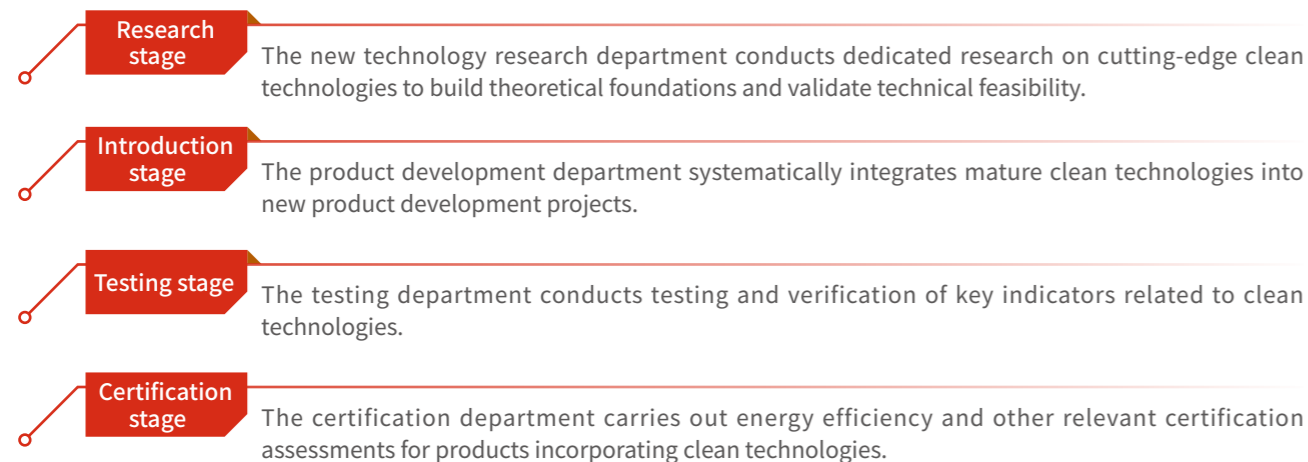 Research
stage
The new technology research department conducts dedicated research on cutting-edge clean
technologies to build theoretical foundations and validate technical feasibility.
Introduction
stage
The product development department systematically integrates mature clean technologies into
new product development projects.
Testing stage
The testing department conducts testing and verification of key indicators related to clean
technologies.
Certification
stage
The certification department carries out energy efficiency and other relevant certification
assessments for products incorporating clean technologies.